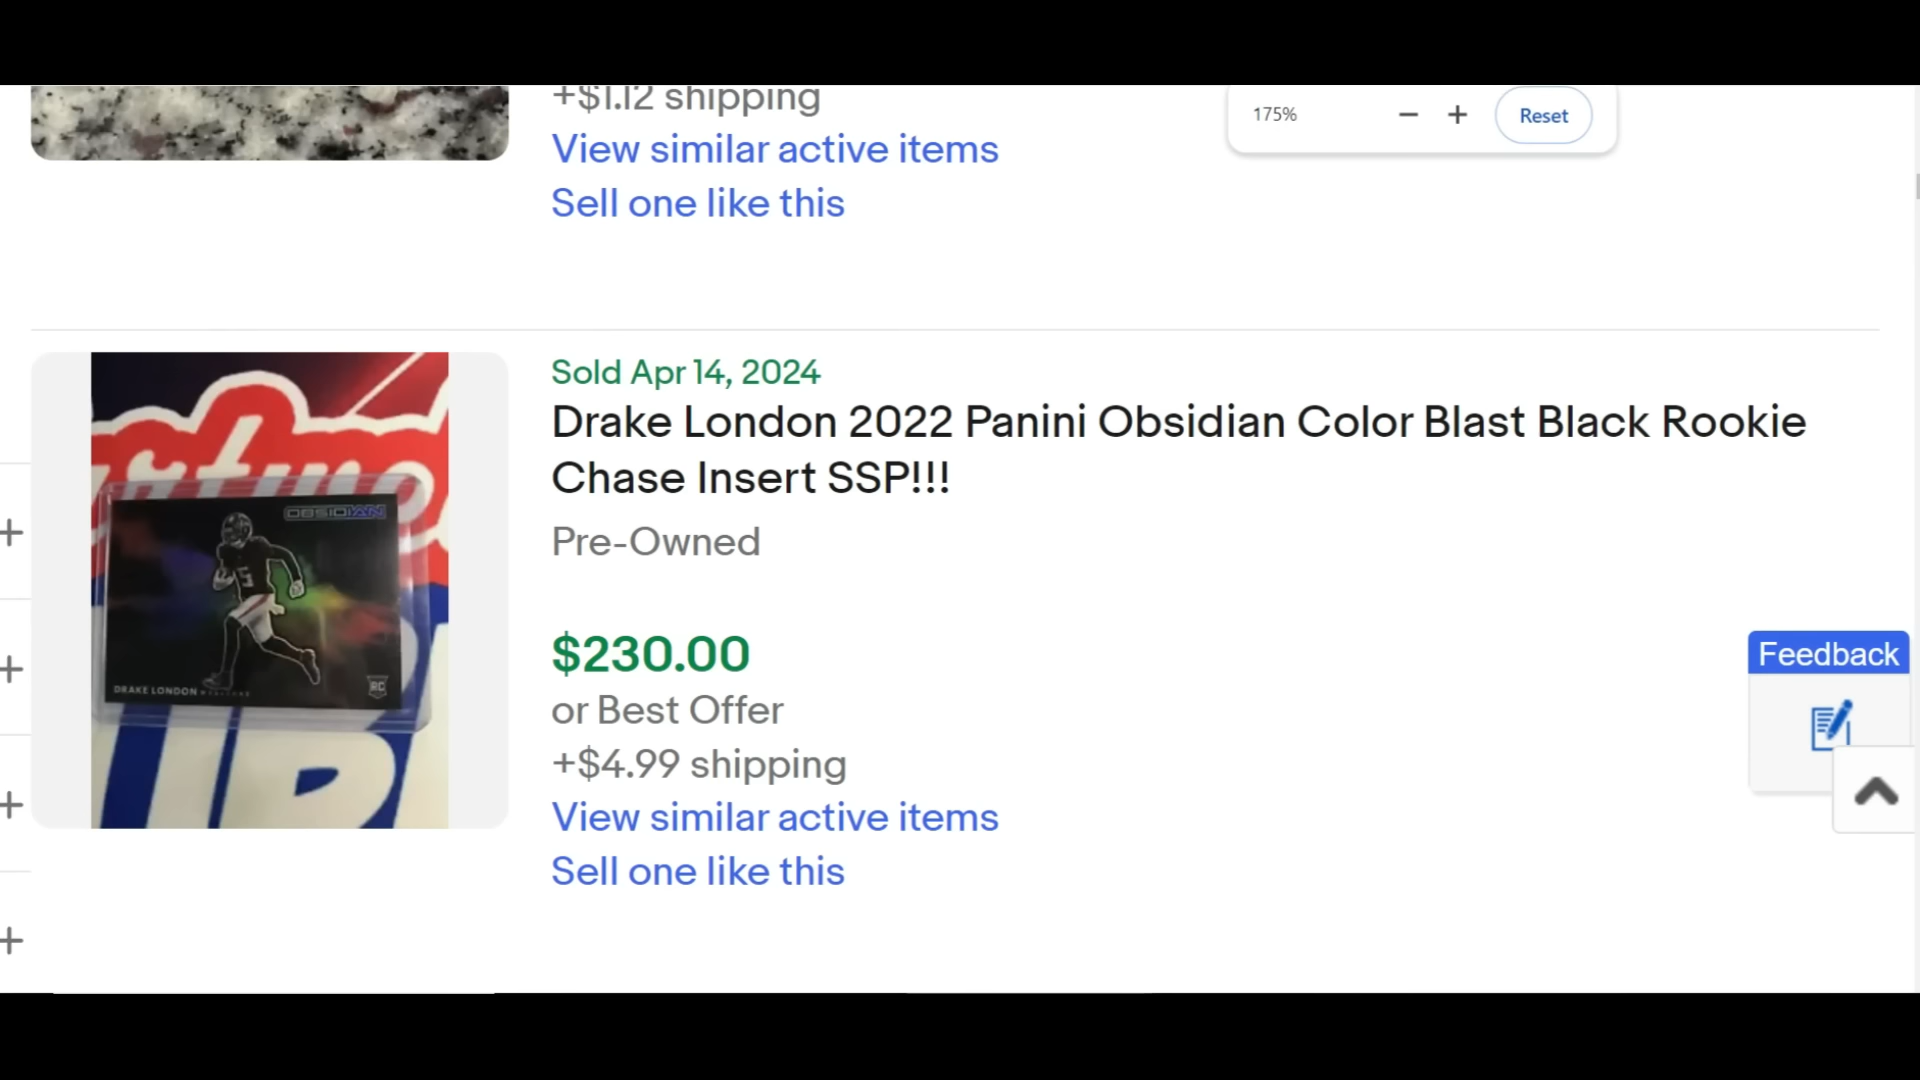 +$1.12 shipping
View similar active items
Sell one like this
175%
Reset
Sold Apr 14, 2024
Drake London 2022 Panini Obsidian Color Blast Black Rookie
Chase Insert SSP!!!
Pre-Owned
$230.00
or Best Offer
+$4.99 shipping
View similar active items
Sell one like this
OBSIDIAN
DRAKE LONDON
RC
Feedback